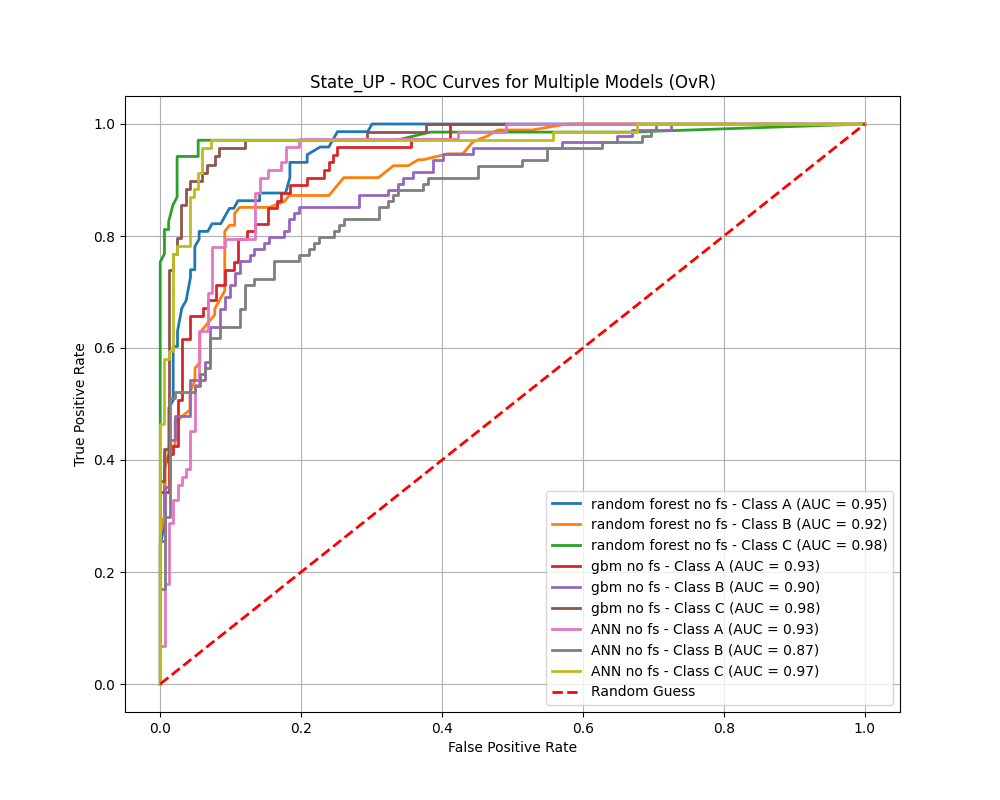 State_UP - ROC Curves for Multiple Models (OvR)
1.0
0.8
0.6
0.4
0.2
0.0
True Positive Rate
0.0 0.2 0.4 0.6 0.8 1.0
False Positive Rate
random forest no fs - Class A (AUC = 0.95)
random forest no fs - Class B (AUC = 0.92)
random forest no fs - Class C (AUC = 0.98)
gbm no fs - Class A (AUC = 0.93)
gbm no fs - Class B (AUC = 0.90)
gbm no fs - Class C (AUC = 0.98)
ANN no fs - Class A (AUC = 0.93)
ANN no fs - Class B (AUC = 0.87)
ANN no fs - Class C (AUC = 0.97)
Random Guess